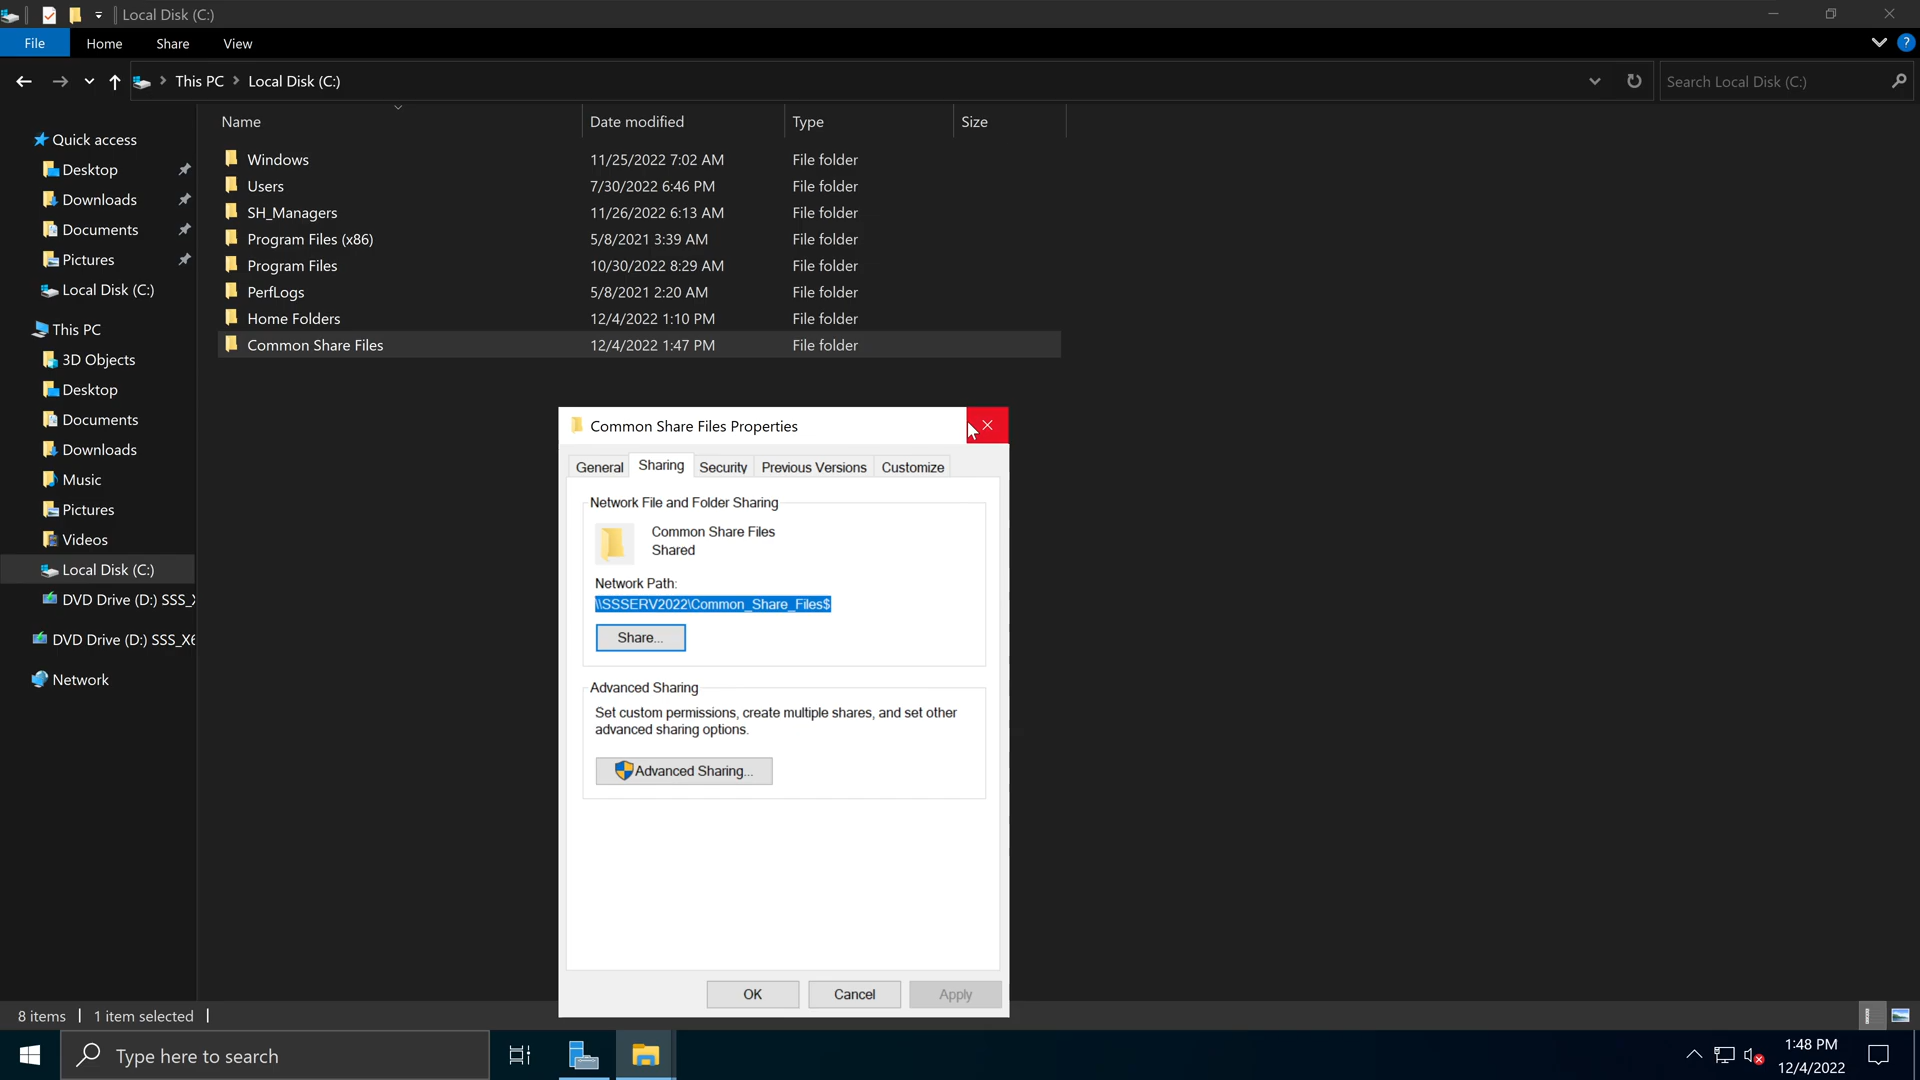 Local Disk (C:)
File Home Share View
This PC Local Disk (C:) Search Local Disk (C:)
Name Date modified Type Size
Quick access
Desktop
Downloads
Documents
Pictures
Local Disk (C:)
This PC
3D Objects
Desktop
Documents
Downloads
Music
Pictures
Videos
Local Disk (C:)
DVD Drive (D:) SSS_X
DVD Drive (D:) SSS_X6
Network
Windows 11/25/2022 7:02 AM File folder
Users 7/30/2022 6:46 PM File folder
SH_Managers 11/26/2022 6:13 AM File folder
Program Files (x86) 5/8/2021 3:39 AM File folder
Program Files 10/30/2022 8:29 AM File folder
PerfLogs 5/8/2021 2:20 AM File folder
Home Folders 12/4/2022 1:10 PM File folder
Common Share Files 12/4/2022 1:47 PM File folder
Common Share Files Properties
General Sharing Security Previous Versions Customize
Network File and Folder Sharing
Common Share Files
Shared
Network Path:
\\SSSERV2022\Common_Share_Files$
Share...
Advanced Sharing
Set custom permissions, create multiple shares, and set other
advanced sharing options.
Advanced Sharing...
OK Cancel Apply
8 items 1 item selected
Type here to search
1:48 PM
12/4/2022